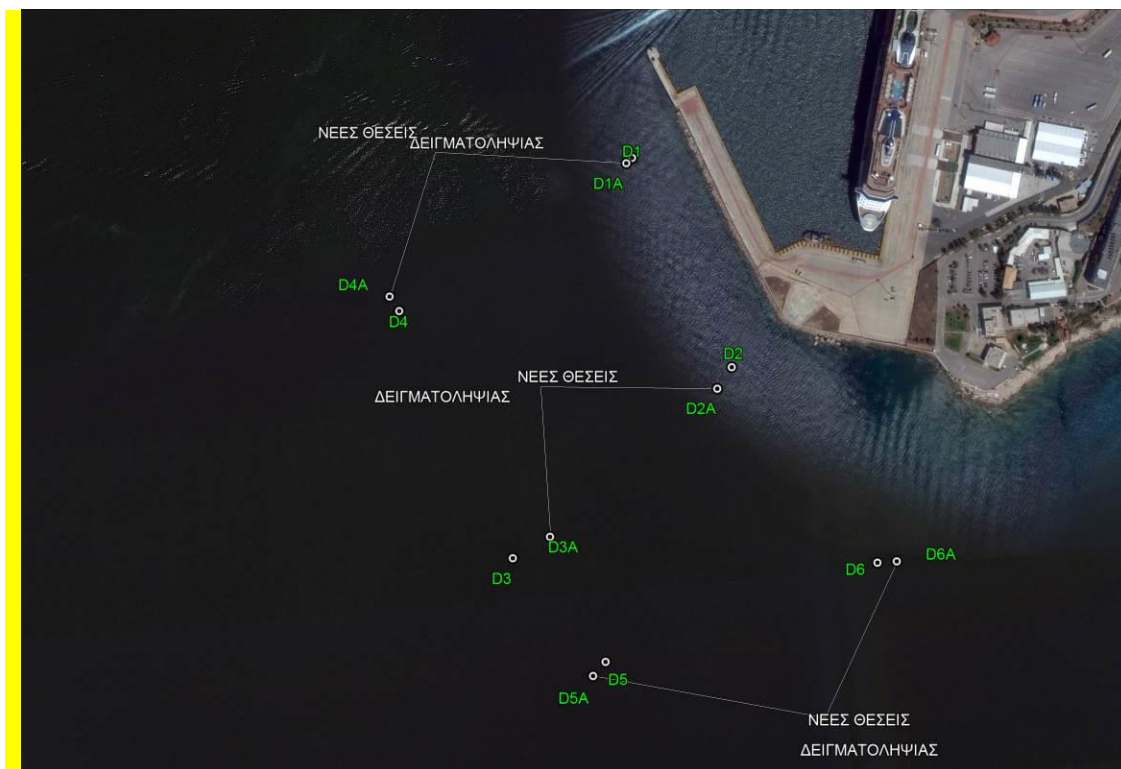 ΝΕΕΣ ΘΕΣΕΙΣ
ΔΕΙΓΜΑΤΟΛΗΨΙΑΣ
D1
D1A
D4A
D4
D2
ΝΕΕΣ ΘΕΣΕΙΣ
ΔΕΙΓΜΑΤΟΛΗΨΙΑΣ
D2A
D3A
D3
D6
D6A
D5
D5A
ΝΕΕΣ ΘΕΣΕΙΣ
ΔΕΙΓΜΑΤΟΛΗΨΙΑΣ